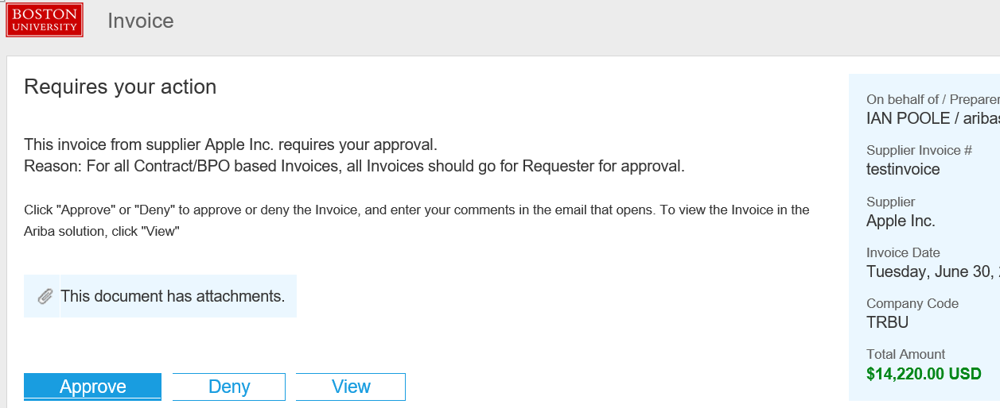 BOSTON
UNIVERSITY
Invoice
Requires your action
This invoice from supplier Apple Inc. requires your approval.
Reason: For all Contract/BPO based Invoices, all Invoices should go for Requester for approval.
Click "Approve" or "Deny" to approve or deny the Invoice, and enter your comments in the email that opens. To view the Invoice in the
Ariba solution, click "View"
This document has attachments.
Approve
Deny
View
On behalf of / Preparer
IAN POOLE / aribas
Supplier Invoice #
testinvoice
Supplier
Apple Inc.
Invoice Date
Tuesday, June 30,
Company Code
TRBU
Total Amount
$14,220.00 USD